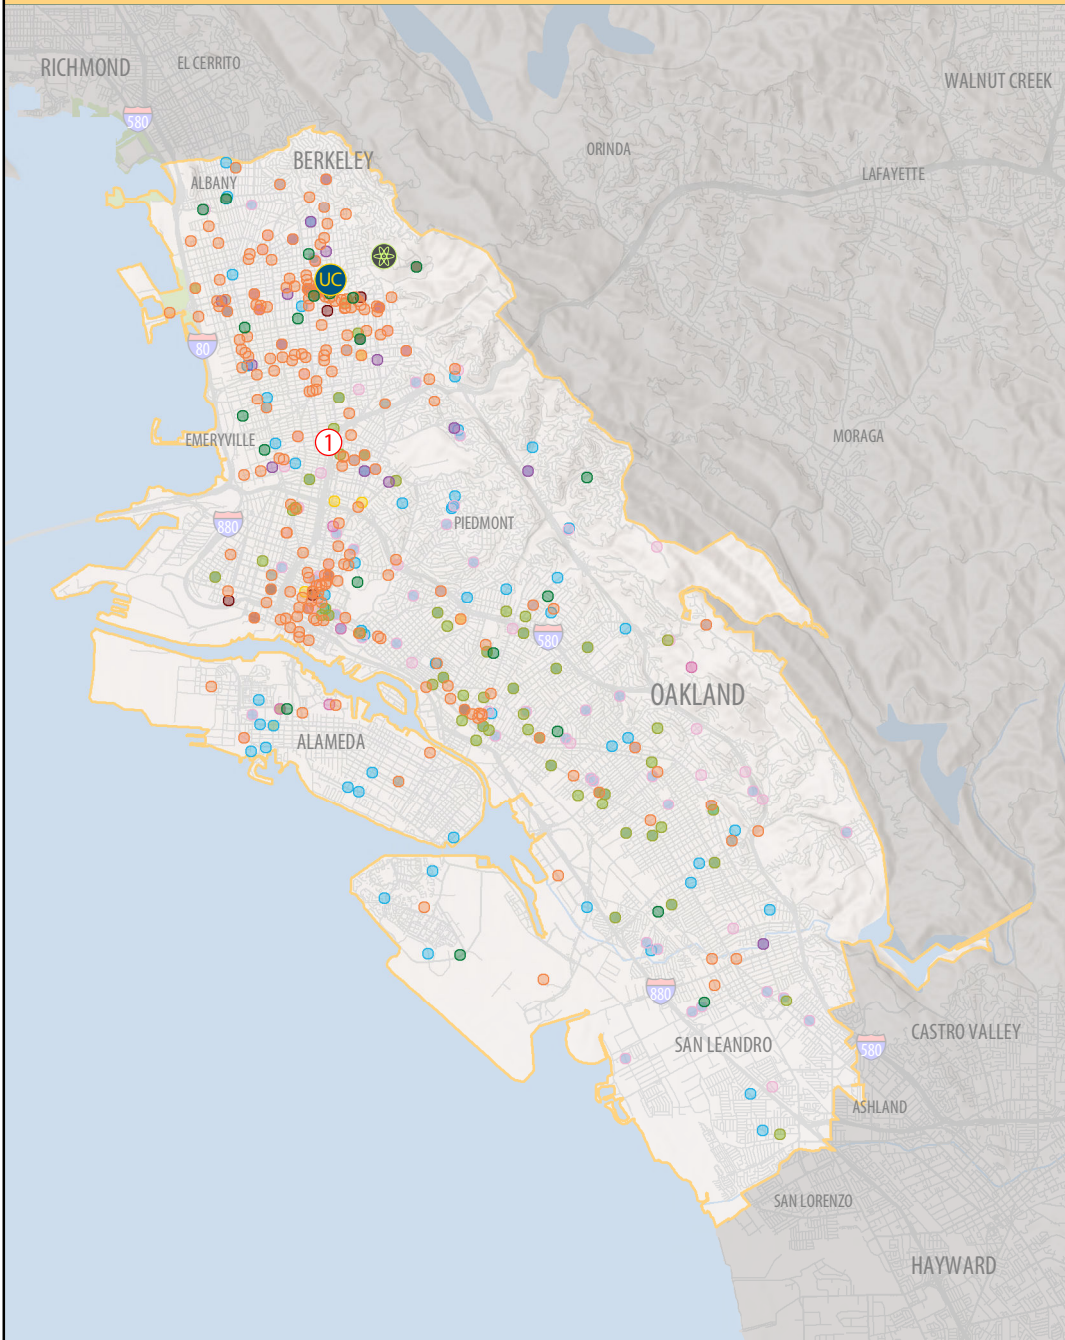 RICHMOND
EL CERRITO
WALNUT CREEK
580
ORINDA
BERKELEY
LAFAYETTE
ALBANY
UC
80
EMERYVILLE
1
MORAGA
880
PIEDMONT
580
OAKLAND
ALAMEDA
880
CASTRO VALLEY
SAN LEANDRO
580
ASHLAND
SAN LORENZO
HAYWARD